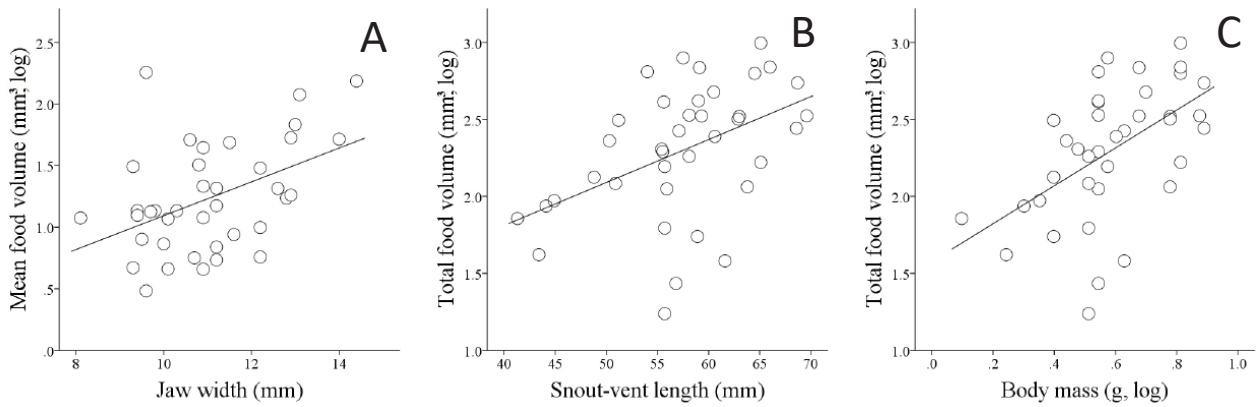 A
Mean food volume (mm³, log)
2.5
2.0
1.5
1.0
.5
.0
8 10 12 14
Jaw width (mm)
B
Total food volume (mm³, log)
3.0
2.5
2.0
1.5
1.0
40 45 50 55 60 65 70
Snout-vent length (mm)
C
Total food volume (mm³, log)
3.0
2.5
2.0
1.5
1.0
.0 .2 .4 .6 .8 1.0
Body mass (g, log)